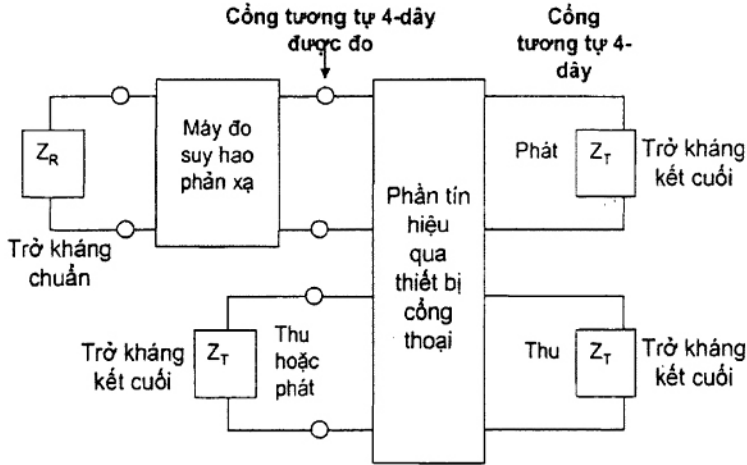 Cổng tương tự 4-dây
được đo
Cổng
tương tự 4-
dây
Z_R
Trở kháng
chuẩn
Máy đo
suy hao
phản xạ
Phần tín
hiệu
qua
thiết bị
cổng
thoại
Phát
Z_T
Trở kháng
kết cuối
Trở kháng
kết cuối
Z_T
Thu
hoặc
phát
Thu
Z_T
Trở kháng
kết cuối